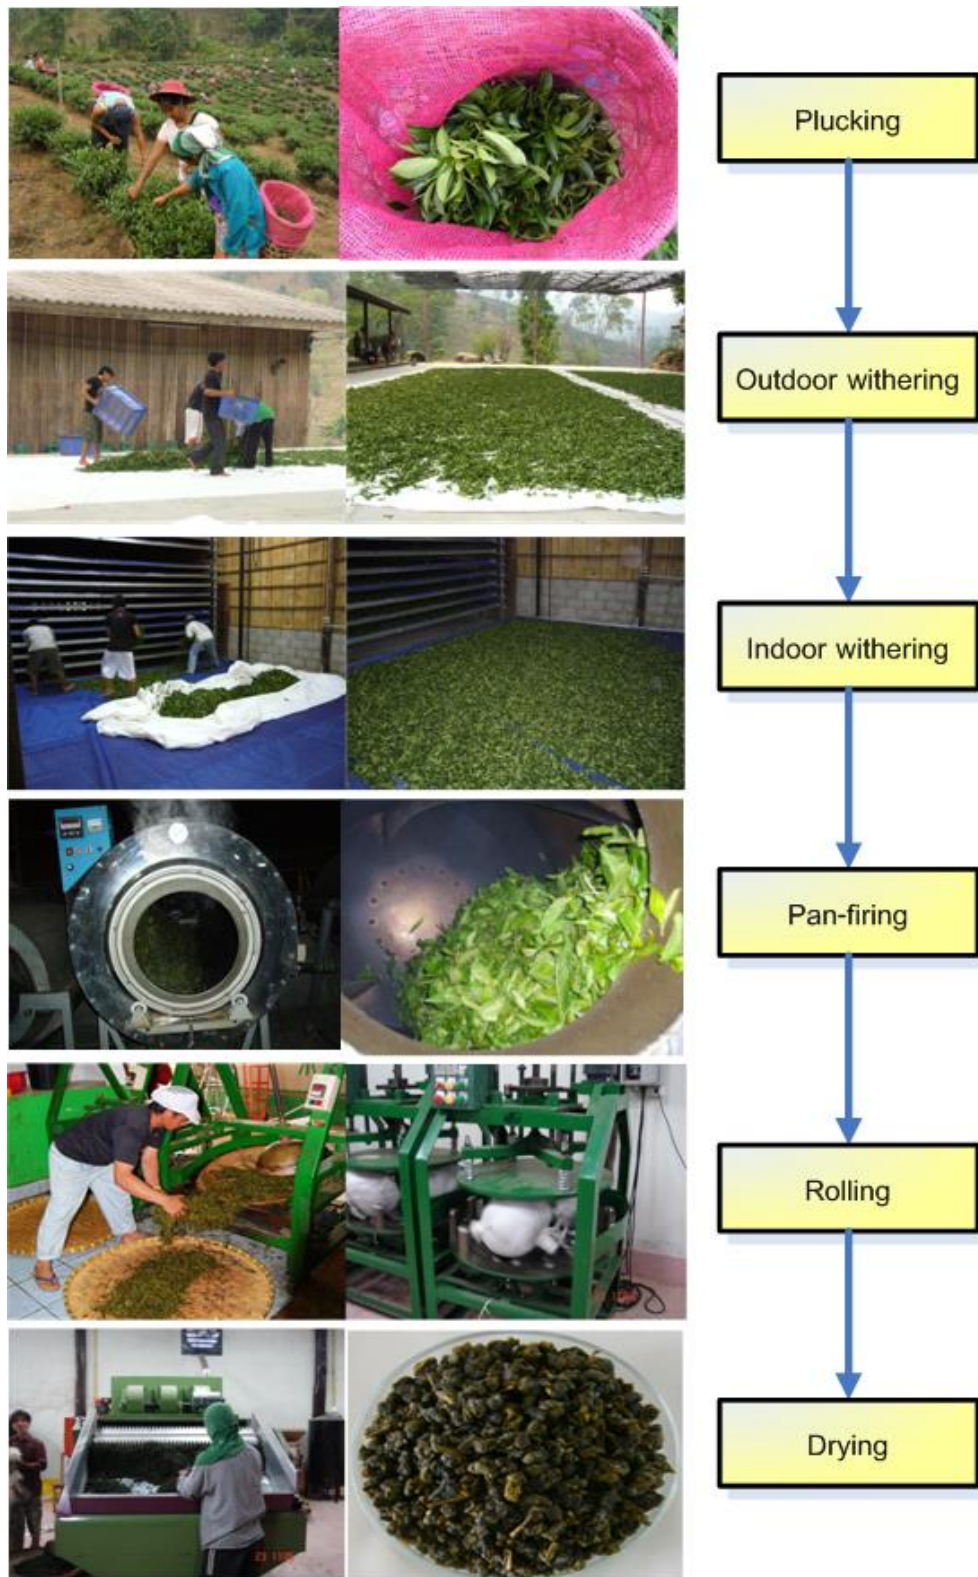 Plucking
Outdoor withering
Indoor withering
Pan-firing
Rolling
Drying